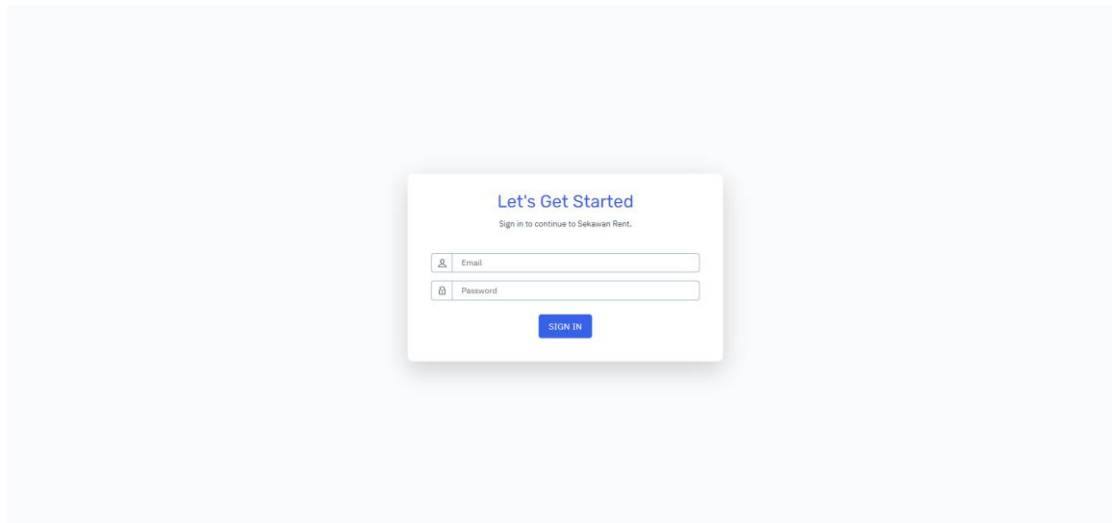 Let's Get Started
Sign in to continue to Sekawan Rent.
Email
Password
SIGN IN